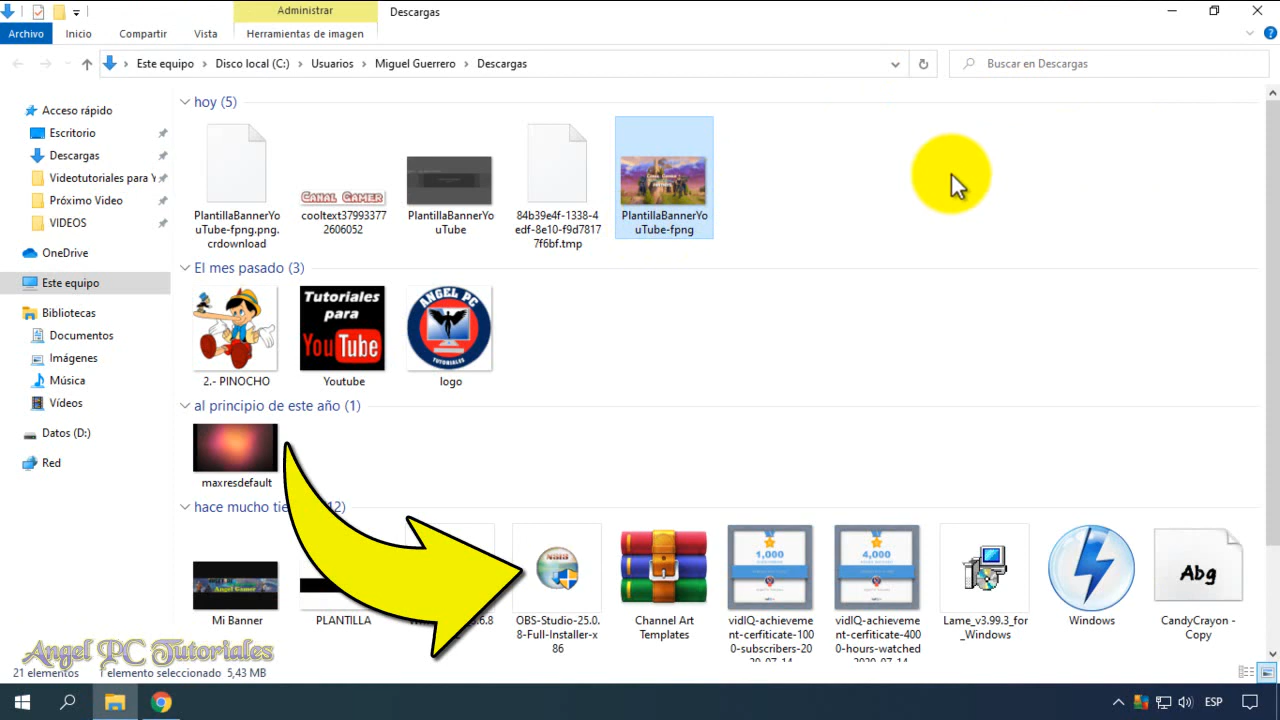 Administrar
Descargas
Archivo
Inicio
Compartir
Vista
Herramientas de imagen
Este equipo
Disco local (C:)
Usuarios
Miguel Guerrero
Descargas
Buscar en Descargas
Acceso rápido
Escritorio
Descargas
Videotutoriales para Y
Próximo Video
VIDEOS
OneDrive
Este equipo
Bibliotecas
Documentos
Imágenes
Música
Vídeos
Datos (D:)
Red
hoy (5)
PlantillaBannerYo
uTube-fpng.png.
crdownload
CANAL GAMER
cooltext37993377
2606052
PlantillaBannerYo
uTube
84b39e4f-1338-4
edf-8e10-f9d7817
7f6bf.tmp
PlantillaBannerYo
uTube-fpng
El mes pasado (3)
2.- PINOCHO
Tutoriales
para
YouTube
Youtube
ANGEL PC
TUTORIALES
logo
al principio de este año (1)
maxresdefault
hace mucho tie
12)
Angel Gamer
Mi Banner
PLANTILLA
6.8
OBS-Studio-25.0.
8-Full-Installer-x
86
Channel Art
Templates
1,000
vidIQ-achieveme
nt-cerfiticate-100
0-subscribers-20
20-07-14
4,000
vidIQ-achieveme
nt-cerfiticate-400
0-hours-watched
2020-07-14
Lame_v3.99.3_for
_Windows
Windows
Abg
CandyCrayon -
Copy
Angel PC Tutoriales
21 elementos
1 elemento seleccionado 5,43 MB
ESP